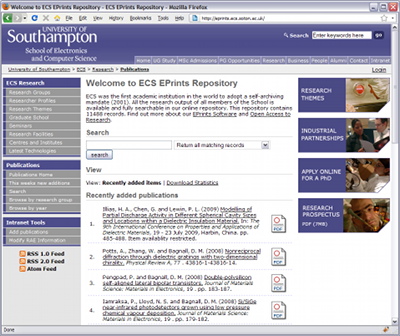 Welcome to ECS EPrints Repository - ECS EPrints Repository - Mozilla Firefox
File Edit View History Bookmarks Tools Help
http://eprints.ecs.soton.ac.uk/
UNIVERSITY OF
Southampton
School of Electronics
and Computer Science
Search
Enter keywords here
go
Home UG Study MSc Admissions PG Opportunities Research Business People Alumni Contact Intranet
University of Southampton > ECS > Research > Publications
Login
ECS Research
Research Groups
Researcher Profiles
Research Themes
Graduate School
Seminars
Research Facilities
Centres and Institutes
Latest Technologies
Publications
Publications Home
This weeks new additions
Search
Browse by research group
Browse by year
Intranet Tools
Add publications
Modify RAE Information
RSS 1.0 Feed
RSS 2.0 Feed
Atom Feed
Welcome to ECS EPrints Repository
ECS was the first academic institution in the world to adopt a self-archiving
mandate (2001). All the research output of all members of the School is
available and fully searchable in our online repository. This repository contains
11488 records. Find out more about our EPrints Software and Open Access to
Research.
Search
Return all matching records
search
View
View: Recently added items | Download Statistics
Recently added publications
1. Illias, H. A., Chen, G. and Lewin, P. L. (2009) Modelling of
Partial Discharge Activity in Different Spherical Cavity Sizes
and Locations within a Dielectric Insulation Material. In: The
9th International Conference on Properties and Applications of
Dielectric Materials, 19 - 23 July 2009, Harbin, China. pp.
485-488. Item availability restricted.
PDF
2. Potts, A., Zhang, W. and Bagnall, D. M. (2008) Nonreciprocal
diffraction through dielectric gratings with two-dimensional
chirality. Physical Review A, 77. 43816-1-43816-14.
PDF
3. Pengpad, P. and Bagnall, D. M. (2008) Double-polysilicon
self-aligned lateral bipolar transistors. Journal of Materials
Science: Materials in Electronics, 19. pp. 183-187.
PDF
4. Iamraksa, P., Lloyd, N. S. and Bagnall, D. M. (2008) Si/SiGe
near-infrared photodetectors grown using low pressure
chemical vapour deposition. Journal of Materials Science:
Materials in Electronics, 19. pp. 179-182.
PDF
RESEARCH
THEMES
INDUSTRIAL
PARTNERSHIPS
APPLY ONLINE
FOR A PhD
RESEARCH
PROSPECTUS
PDF (7MB)
Done